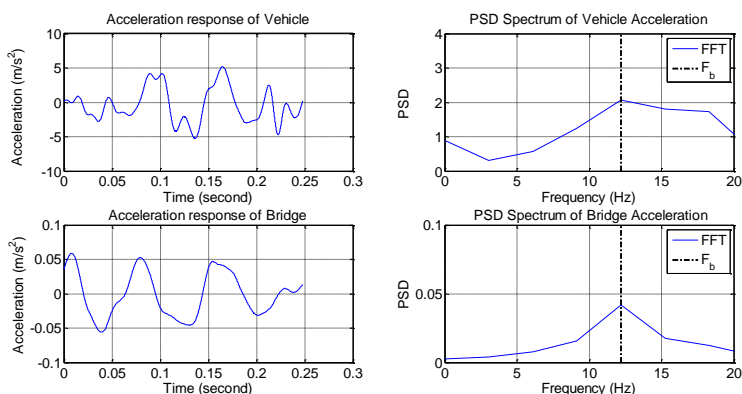 Acceleration response of Vehicle
Acceleration (m/s²)
10
5
0
-5
-10
0 0.05 0.1 0.15 0.2 0.25 0.3
Time (second)
PSD Spectrum of Vehicle Acceleration
PSD
4
3
2
1
0
0 5 10 15 20
Frequency (Hz)
FFT
F_b
Acceleration response of Bridge
Acceleration (m/s²)
0.1
0.05
0
-0.05
-0.1
0 0.05 0.1 0.15 0.2 0.25 0.3
Time (second)
PSD Spectrum of Bridge Acceleration
PSD
0.1
0.05
0
0 5 10 15 20
Frequency (Hz)
FFT
F_b